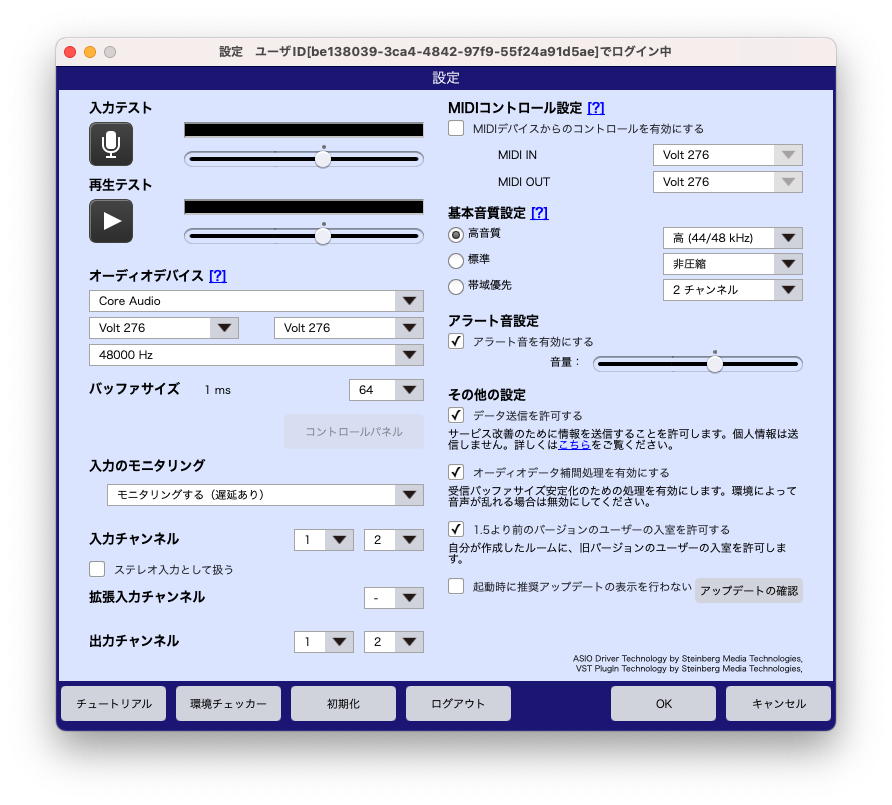 設定　ユーザID[be138039-3ca4-4842-97f9-55f24a91d5ae]でログイン中
設定
入力テスト
再生テスト
オーディオデバイス [?]
Core Audio
Volt 276
Volt 276
48000 Hz
バッファサイズ 1 ms 64
コントロールパネル
入力のモニタリング
モニタリングする（遅延あり）
入力チャンネル 1 2
ステレオ入力として扱う
拡張入力チャンネル -
出力チャンネル 1 2
MIDIコントロール設定 [?]
MIDIデバイスからのコントロールを有効にする
MIDI IN Volt 276
MIDI OUT Volt 276
基本音質設定 [?]
高音質 高 (44/48 kHz)
標準 非圧縮
帯域優先 2 チャンネル
アラート音設定
アラート音を有効にする
音量：
その他の設定
データ送信を許可する
サービス改善のために情報を送信することを許可します。個人情報は送
信しません。詳しくはこちらをご覧ください。
オーディオデータ補間処理を有効にする
受信バッファサイズ安定化のための処理を有効にします。環境によって
音声が乱れる場合は無効にしてください。
1.5より前のバージョンのユーザーの入室を許可する
自分が作成したルームに、旧バージョンのユーザーの入室を許可しま
す。
起動時に推奨アップデートの表示を行わない アップデートの確認
ASIO Driver Technology by Steinberg Media Technologies,
VST PlugIn Technology by Steinberg Media Technologies,
チュートリアル 環境チェッカー 初期化 ログアウト OK キャンセル